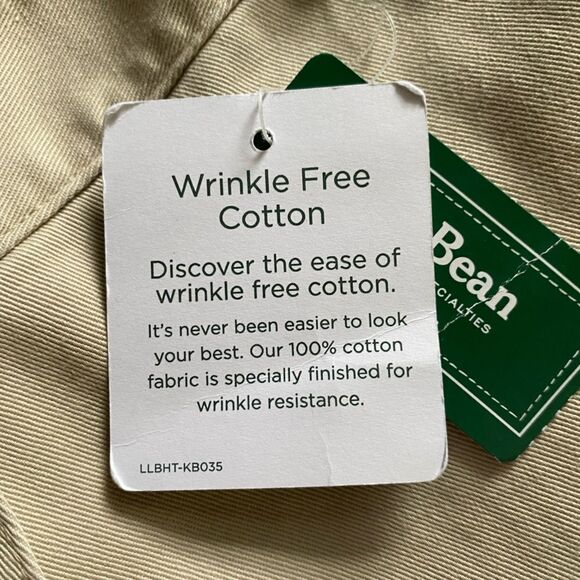 Wrinkle Free
Cotton
Discover the ease of
wrinkle free cotton.
It's never been easier to look
your best. Our 100% cotton
fabric is specially finished for
wrinkle resistance.
LLBHT-KB035
Bean